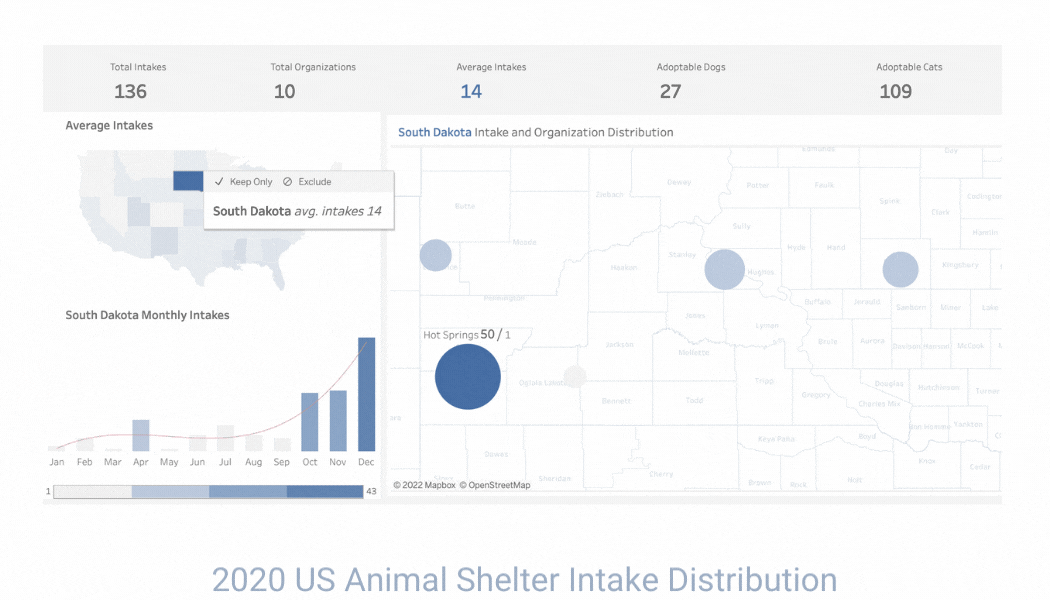 Total Intakes
136
Total Organizations
10
Average Intakes
14
Adoptable Dogs
27
Adoptable Cats
109
Average Intakes
Keep Only
Exclude
South Dakota avg. intakes 14
South Dakota Monthly Intakes
Jan Feb Mar Apr May Jun Jul Aug Sep Oct Nov Dec
1
43
South Dakota Intake and Organization Distribution
Edmunds
Day
Dewey
Potter
Faulk
Ziebach
Spink
Codington
Butte
Clark
Sully
Hamlin
Meade
Hyde
Hand
Stanley
Haakon
Hughes
Kingsbury
Pennington
Buffalo
Jerauld
Sanborn
Miner
Lake
Jones
Lyman
Hot Springs 50 / 1
Jackson
Brule
Aurora
Davison
Hanson
McCook
Mellette
Oglala Lakota
Tripp
Douglas
Hutchinson
Turner
Bennett
Todd
Gregory
Charles Mix
Bon Homme
Yankton
Keya Paha
Boyd
Dawes
Knox
Cedar
Sheridan
Cherry
Brown
Rock
Holt
© 2022 Mapbox © OpenStreetMap
2020 US Animal Shelter Intake Distribution